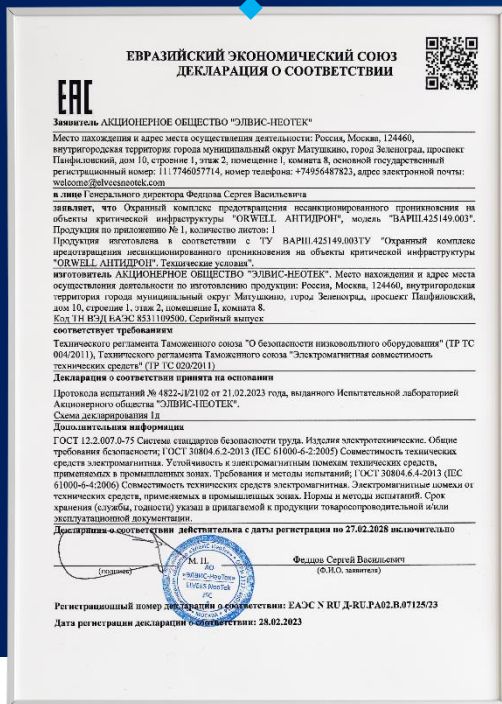 ЕВРАЗИЙСКИЙ ЭКОНОМИЧЕСКИЙ СОЮЗ
ДЕКЛАРАЦИЯ О СООТВЕТСТВИИ
ЕАС
Заявитель АКЦИОНЕРНОЕ ОБЩЕСТВО "ЭЛВИС-НЕОТЕК"
Место нахождения и адрес места осуществления деятельности: Россия, Москва, 124460,
внутригородская территория города муниципальный округ Матушкино, город Зеленоград, проспект
Панфиловский, дом 10, строение 1, этаж 2, помещение I, комната 8, основной государственный
регистрационный номер: 1117746057714, номер телефона: +74956487823, адрес электронной почты:
welcome@elvecsneotek.com
в лице Генерального директора Федцова Сергея Васильевича
заявляет, что Охранный комплекс предотвращения несанкционированного проникновения на
объекты критической инфраструктуры "ORWELL АНТИДРОН", модель "ВАРШ.425149.003".
Продукция по приложению № 1, количество листов: 1
Продукция изготовлена в соответствии с ТУ ВАРШ.425149.003ТУ "Охранный комплекс
предотвращения несанкционированного проникновения на объекты критической инфраструктуры
"ORWELL АНТИДРОН". Технические условия".
изготовитель АКЦИОНЕРНОЕ ОБЩЕСТВО "ЭЛВИС-НЕОТЕК". Место нахождения и адрес места
осуществления деятельности по изготовлению продукции: Россия, Москва, 124460, внутригородская
территория города муниципальный округ Матушкино, город Зеленоград, проспект Панфиловский,
дом 10, строение 1, этаж 2, помещение I, комната 8.
Код ТН ВЭД ЕАЭС 8531109500. Серийный выпуск
соответствует требованиям
Технического регламента Таможенного союза "О безопасности низковольтного оборудования" (ТР ТС
004/2011), Технического регламента Таможенного союза "Электромагнитная совместимость
технических средств" (ТР ТС 020/2011)
Декларация о соответствии принята на основании
Протокола испытаний № 4822-Л/2102 от 21.02.2023 года, выданного Испытательной лабораторией
Акционерного общества "ЭЛВИС-НЕОТЕК".
Схема декларирования 1д
Дополнительная информация
ГОСТ 12.2.007.0-75 Система стандартов безопасности труда. Изделия электротехнические. Общие
требования безопасности; ГОСТ 30804.6.2-2013 (IEC 61000-6-2:2005) Совместимость технических
средств электромагнитная. Устойчивость к электромагнитным помехам технических средств,
применяемых в промышленных зонах. Требования и методы испытаний; ГОСТ 30804.6.4-2013 (IEC
61000-6-4:2006) Совместимость технических средств электромагнитная. Электромагнитные помехи от
технических средств, применяемых в промышленных зонах. Нормы и методы испытаний. Срок
хранения (службы, годности) указан в прилагаемой к продукции товаросопроводительной и/или
эксплуатационной документации.
Декларация о соответствии действительна с даты регистрации по 27.02.2028 включительно
М. П.
Федцов Сергей Васильевич
(подпись)
(Ф.И.О. заявителя)
АО
«ЭЛВИС-НеоТек»
ELVEES NeoTek
JSC
МОСКВА
Регистрационный номер декларации о соответствии: ЕАЭС N RU Д-RU.РА02.В.07125/23
Дата регистрации декларации о соответствии: 28.02.2023